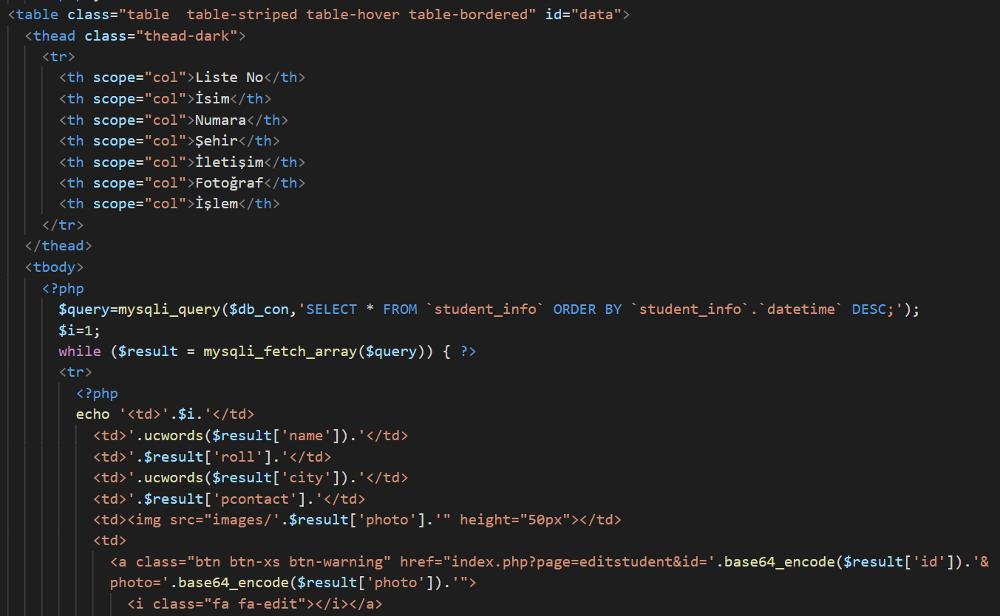 <table class="table  table-striped table-hover table-bordered" id="data">
<thead class="thead-dark">
<tr>
<th scope="col">Liste No</th>
<th scope="col">İsim</th>
<th scope="col">Numara</th>
<th scope="col">Şehir</th>
<th scope="col">İletişim</th>
<th scope="col">Fotoğraf</th>
<th scope="col">İşlem</th>
</tr>
</thead>
<tbody>
<?php
$query=mysqli_query($db_con,'SELECT * FROM `student_info` ORDER BY `student_info`.`datetime` DESC;');
$i=1;
while ($result = mysqli_fetch_array($query)) { ?>
<tr>
<?php
echo '<td>'.$i.'</td>
<td>'.ucwords($result['name']).'</td>
<td>'.$result['roll'].'</td>
<td>'.ucwords($result['city']).'</td>
<td>'.$result['pcontact'].'</td>
<td><img src="images/'.$result['photo'].'" height="50px"></td>
<td>
<a class="btn btn-xs btn-warning" href="index.php?page=editstudent&id='.base64_encode($result['id']).'&
photo='.base64_encode($result['photo']).'">
<i class="fa fa-edit"></i></a>